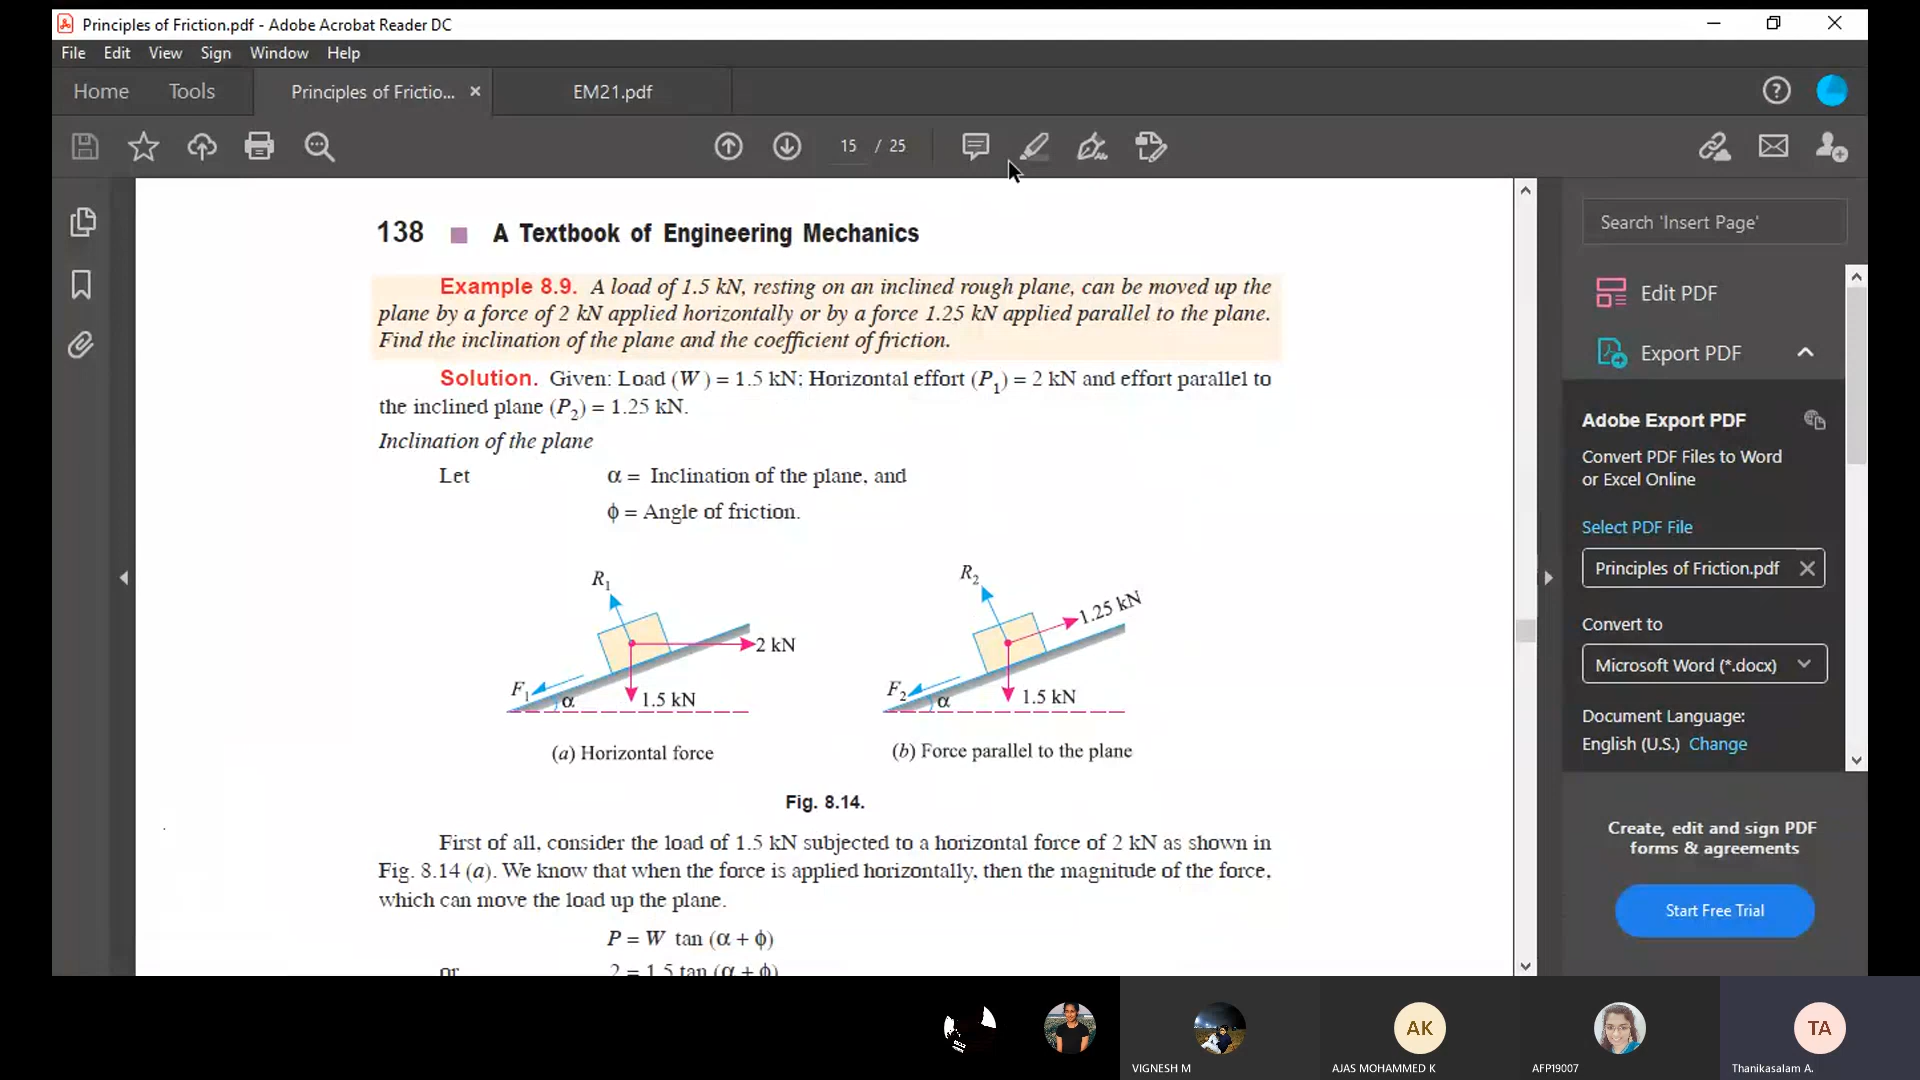 Principles of Friction.pdf - Adobe Acrobat Reader DC
File Edit View Sign Window Help
Home Tools Principles of Frictio... × EM21.pdf
?
15 / 25
Search 'Insert Page'
Edit PDF
Export PDF
Adobe Export PDF
Convert PDF Files to Word
or Excel Online
Select PDF File
Principles of Friction.pdf
Convert to
Microsoft Word (*.docx)
Document Language:
English (U.S.) Change
Create, edit and sign PDF
forms & agreements
Start Free Trial
138 ■ A Textbook of Engineering Mechanics
Example 8.9. A load of 1.5 kN, resting on an inclined rough plane, can be moved up the
plane by a force of 2 kN applied horizontally or by a force 1.25 kN applied parallel to the plane.
Find the inclination of the plane and the coefficient of friction.
Solution. Given: Load (W) = 1.5 kN; Horizontal effort (P₁) = 2 kN and effort parallel to
the inclined plane (P₂) = 1.25 kN.
Inclination of the plane
Let α = Inclination of the plane, and
ϕ = Angle of friction.
R₁
2 kN
F₁
α
1.5 kN
(a) Horizontal force
R₂
1.25 kN
F₂
α
1.5 kN
(b) Force parallel to the plane
Fig. 8.14.
First of all, consider the load of 1.5 kN subjected to a horizontal force of 2 kN as shown in
Fig. 8.14 (a). We know that when the force is applied horizontally, then the magnitude of the force,
which can move the load up the plane.
P = W tan (α + ϕ)
or 2 = 1.5 tan (α + ϕ)
AK
TA
VIGNESH M
AJAS MOHAMMED K
AFP19007
Thanikasalam A.